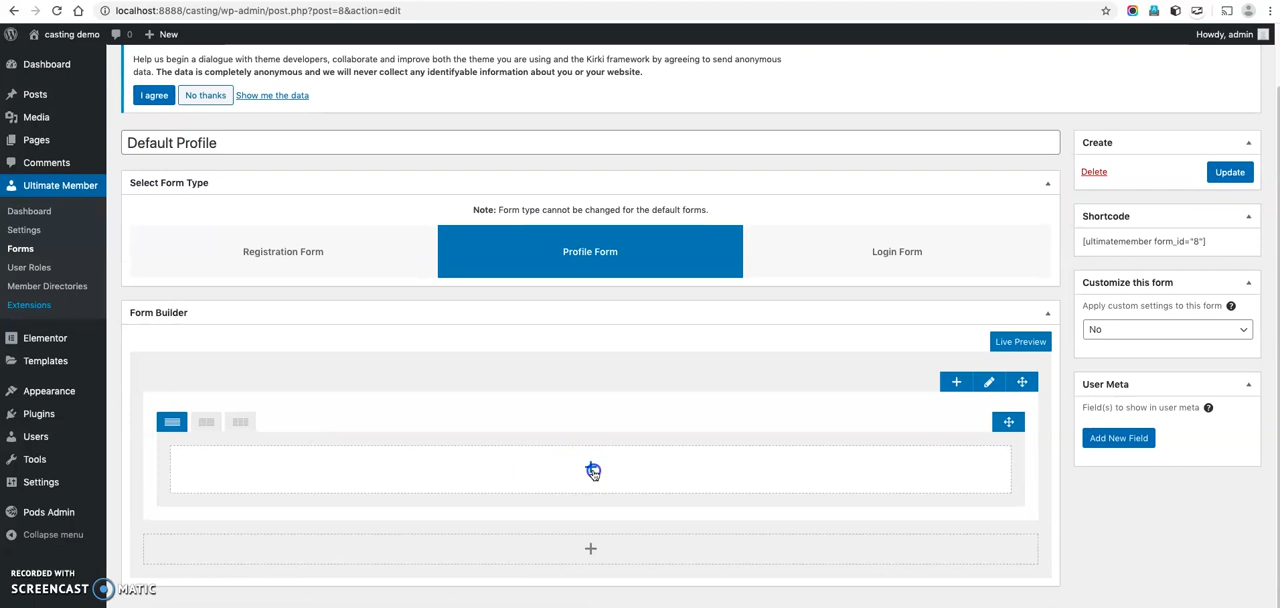 localhost:8888/casting/wp-admin/post.php?post=8&action=edit
casting demo 0 New Howdy, admin
Dashboard
Posts
Media
Pages
Comments
Ultimate Member
Dashboard
Settings
Forms
User Roles
Member Directories
Extensions
Elementor
Templates
Appearance
Plugins
Users
Tools
Settings
Pods Admin
Collapse menu
Help us begin a dialogue with theme developers, collaborate and improve both the theme you are using and the Kirki framework by agreeing to send anonymous
data. The data is completely anonymous and we will never collect any identifyable information about you or your website.
I agree No thanks Show me the data
Default Profile
Select Form Type
Note: Form type cannot be changed for the default forms.
Registration Form Profile Form Login Form
Form Builder
Live Preview
Create
Delete Update
Shortcode
[ultimatemember form_id="8"]
Customize this form
Apply custom settings to this form ?
No
User Meta
Field(s) to show in user meta ?
Add New Field
RECORDED WITH
SCREENCAST MATIC